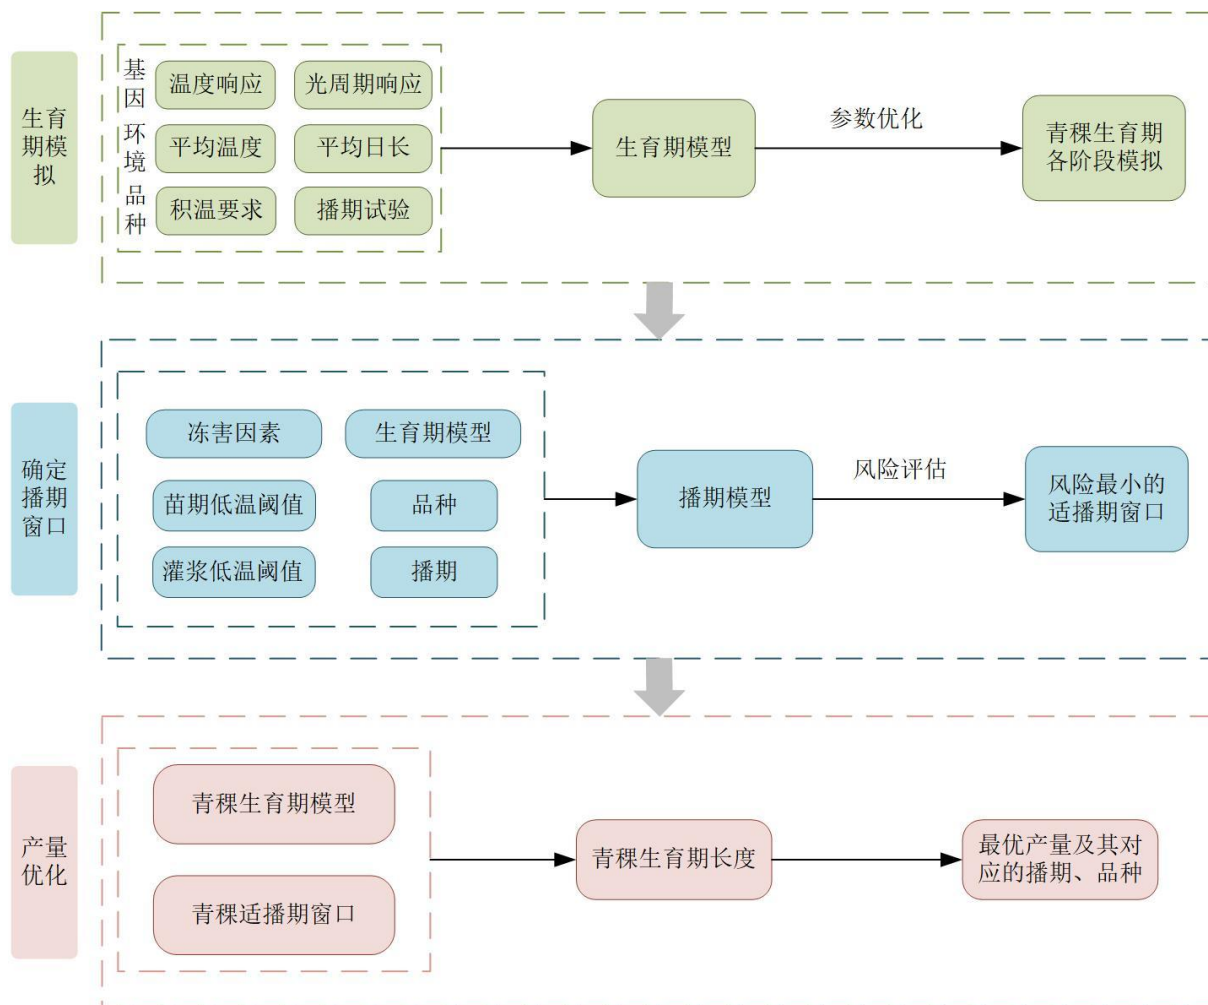 生育
期模
拟
基
因
温度响应
光周期响应
环
境
平均温度
平均日长
品
种
积温要求
播期试验
生育期模型
参数优化
青稞生育期
各阶段模拟
确定
播期
窗口
冻害因素
生育期模型
苗期低温阈值
品种
灌浆低温阈值
播期
播期模型
风险评估
风险最小的
适播期窗口
产量
优化
青稞生育期模型
青稞适播期窗口
青稞生育期长度
最优产量及其对
应的播期、品种